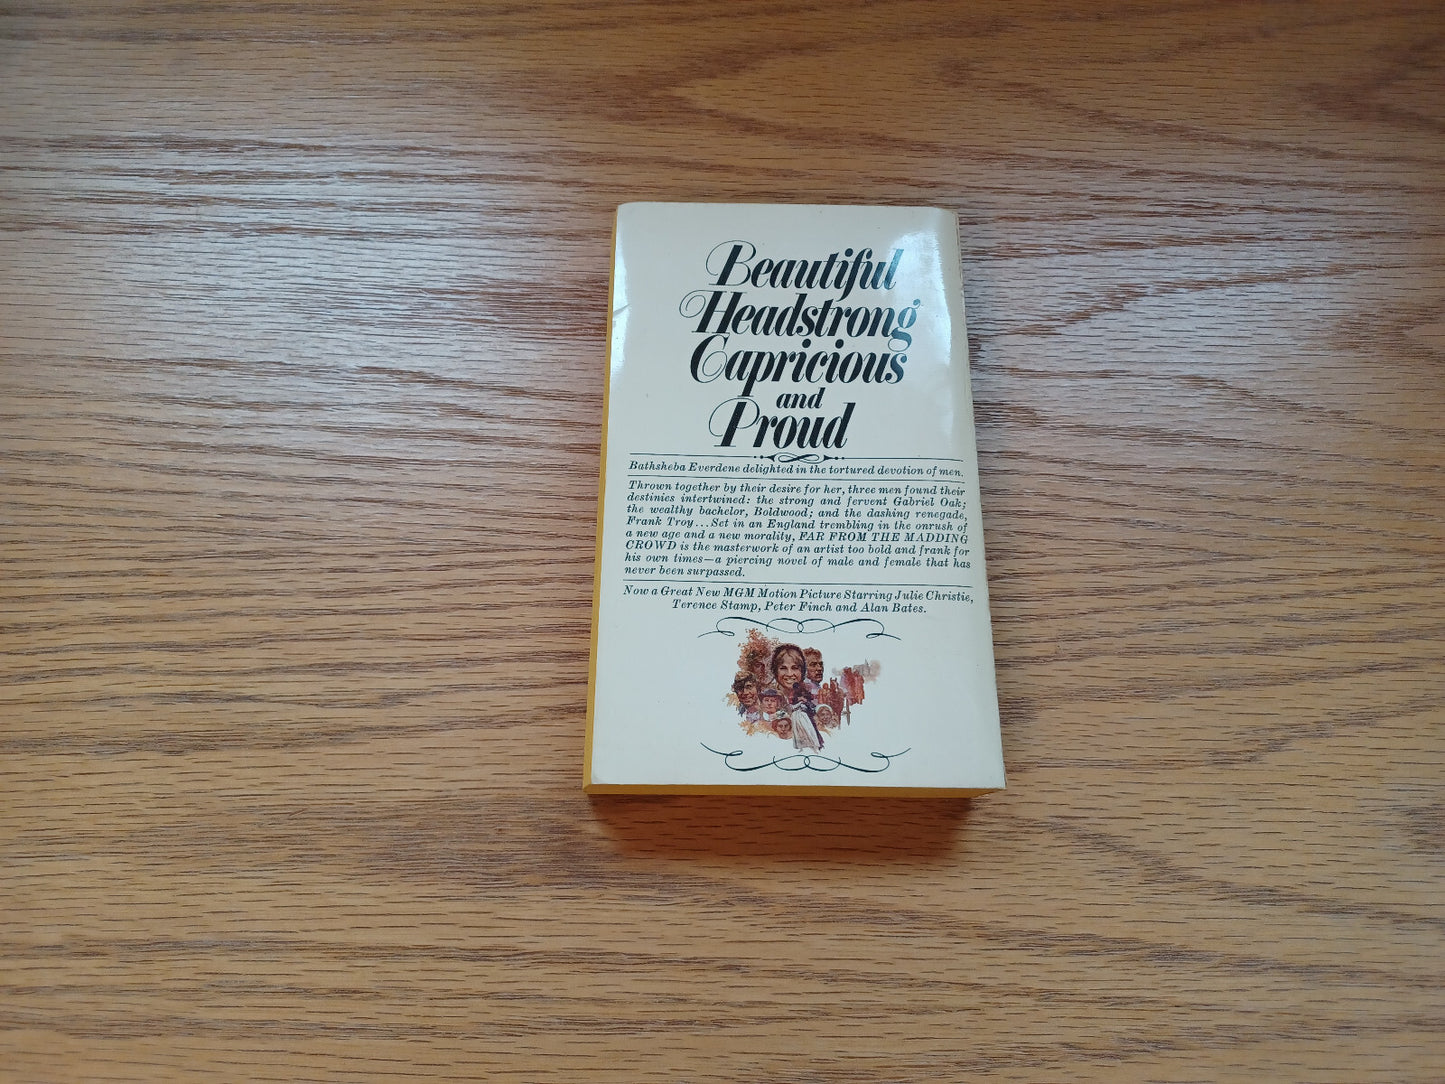 Beautiful
Headstrong
Capricious
and
Proud
Bathsheba Everdene delighted in the tortured devotion of men.
Thrown together by their desire for her, three men found their
destinies intertwined: the strong and fervent Gabriel Oak;
the wealthy bachelor, Boldwood; and the dashing renegade,
Frank Troy...Set in an England trembling in the onrush of
a new age and a new morality, FAR FROM THE MADDING
CROWD is the masterwork of an artist too bold and frank for
his own times—a piercing novel of male and female that has
never been surpassed.
Now a Great New MGM Motion Picture Starring Julie Christie,
Terence Stamp, Peter Finch and Alan Bates.